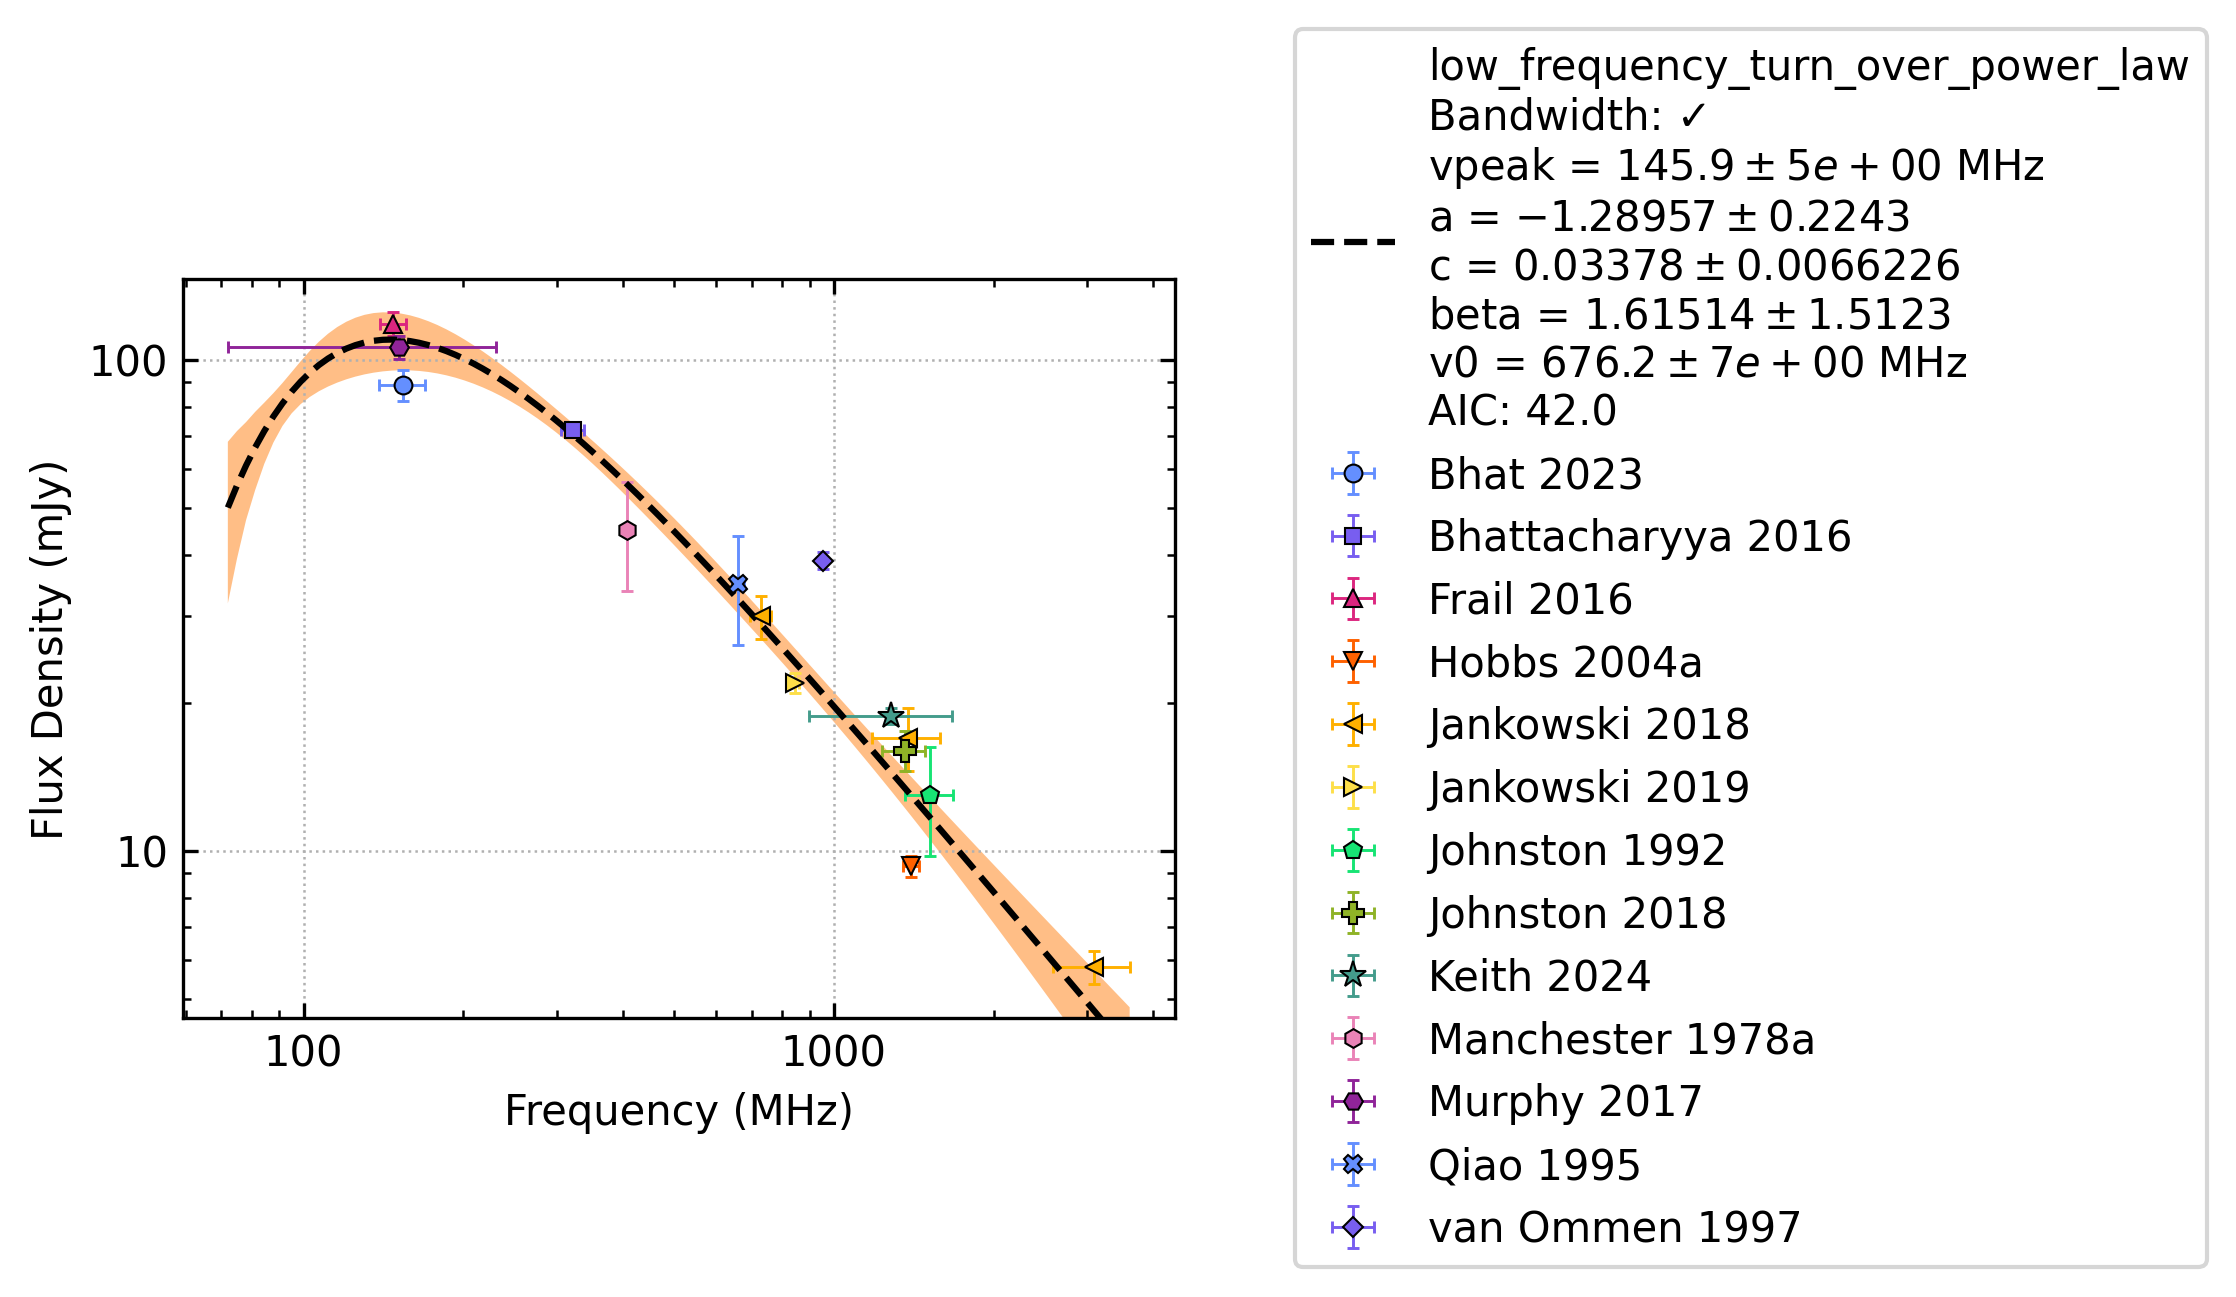 low_frequency_turn_over_power_law
Bandwidth: ✓
vpeak = 145.9 ± 5e + 00 MHz
a = −1.28957 ± 0.2243
c = 0.03378 ± 0.0066226
beta = 1.61514 ± 1.5123
v0 = 676.2 ± 7e + 00 MHz
AIC: 42.0
Bhat 2023
Bhattacharyya 2016
Frail 2016
Hobbs 2004a
Jankowski 2018
Jankowski 2019
Johnston 1992
Johnston 2018
Keith 2024
Manchester 1978a
Murphy 2017
Qiao 1995
van Ommen 1997
Flux Density (mJy)
100
10
100
1000
Frequency (MHz)